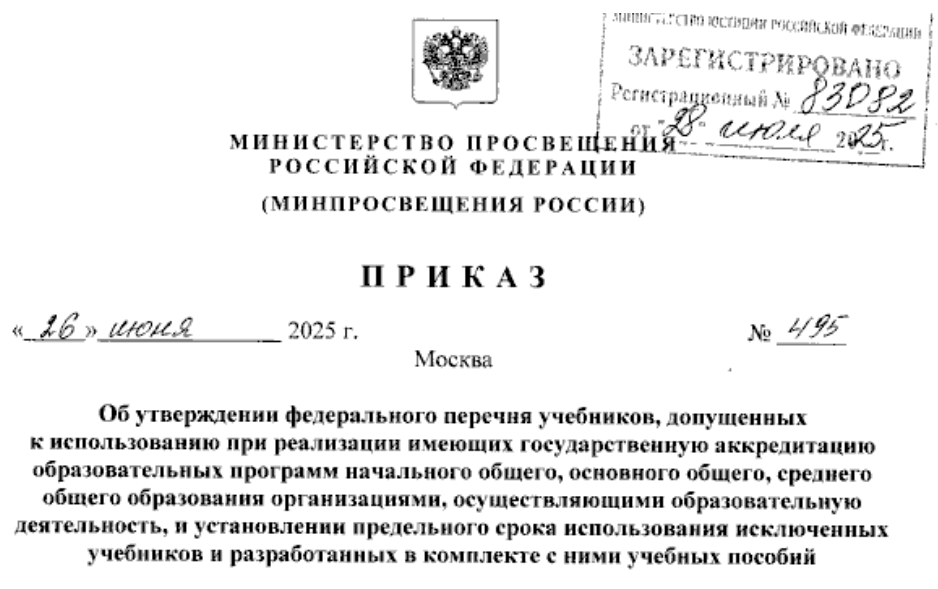 МИНИСТЕРСТВО ЮСТИЦИИ РОССИЙСКОЙ ФЕДЕРАЦИИ
ЗАРЕГИСТРИРОВАНО
Регистрационный № 83082
от "28" июля 2025 г.
МИНИСТЕРСТВО ПРОСВЕЩЕНИЯ
РОССИЙСКОЙ ФЕДЕРАЦИИ
(МИНПРОСВЕЩЕНИЯ РОССИИ)
ПРИКАЗ
«26» июня 2025 г.
№ 495
Москва
Об утверждении федерального перечня учебников, допущенных
к использованию при реализации имеющих государственную аккредитацию
образовательных программ начального общего, основного общего, среднего
общего образования организациями, осуществляющими образовательную
деятельность, и установлении предельного срока использования исключенных
учебников и разработанных в комплекте с ними учебных пособий